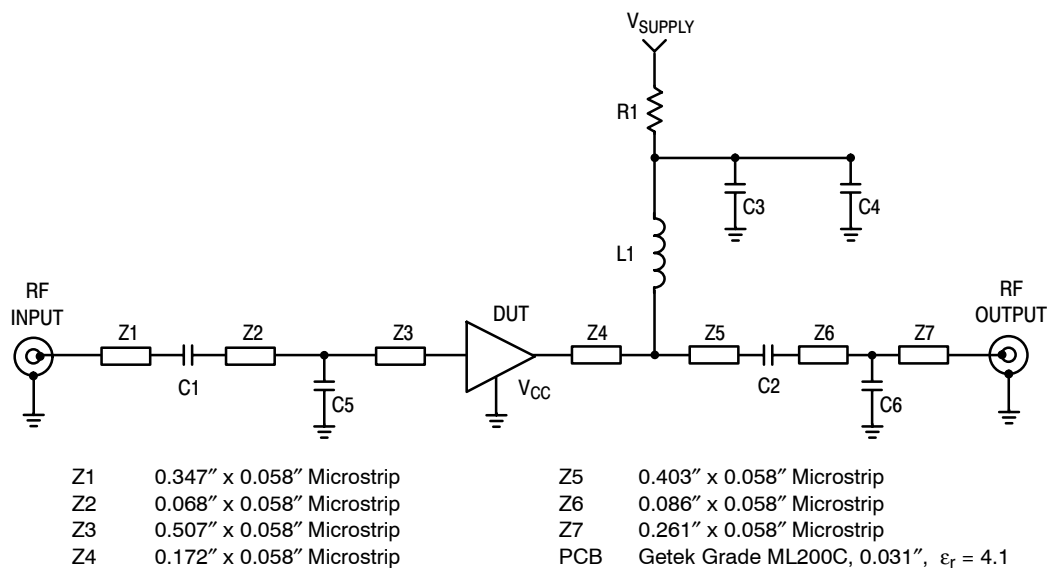 VSUPPLY
R1
C3
C4
L1
RF
INPUT
RF
OUTPUT
DUT
Z1
Z2
Z3
Z4
Z5
Z6
Z7
C1
C5
VCC
C2
C6
Z1 0.347″ x 0.058″ Microstrip
Z2 0.068″ x 0.058″ Microstrip
Z3 0.507″ x 0.058″ Microstrip
Z4 0.172″ x 0.058″ Microstrip
Z5 0.403″ x 0.058″ Microstrip
Z6 0.086″ x 0.058″ Microstrip
Z7 0.261″ x 0.058″ Microstrip
PCB Getek Grade ML200C, 0.031″, εr = 4.1